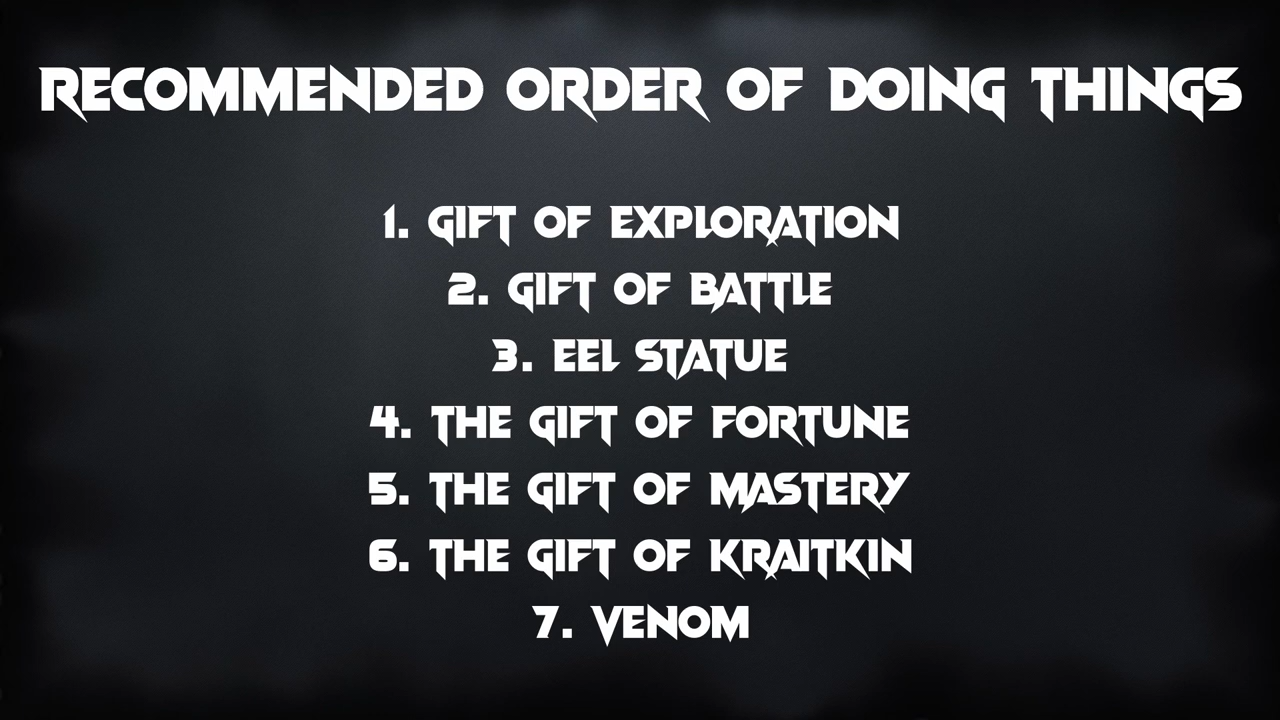 RECOMMENDED ORDER OF DOING THINGS
1. GIFT OF EXPLORATION
2. GIFT OF BATTLE
3. EEL STATUE
4. THE GIFT OF FORTUNE
5. THE GIFT OF MASTERY
6. THE GIFT OF KRAITKIN
7. VENOM